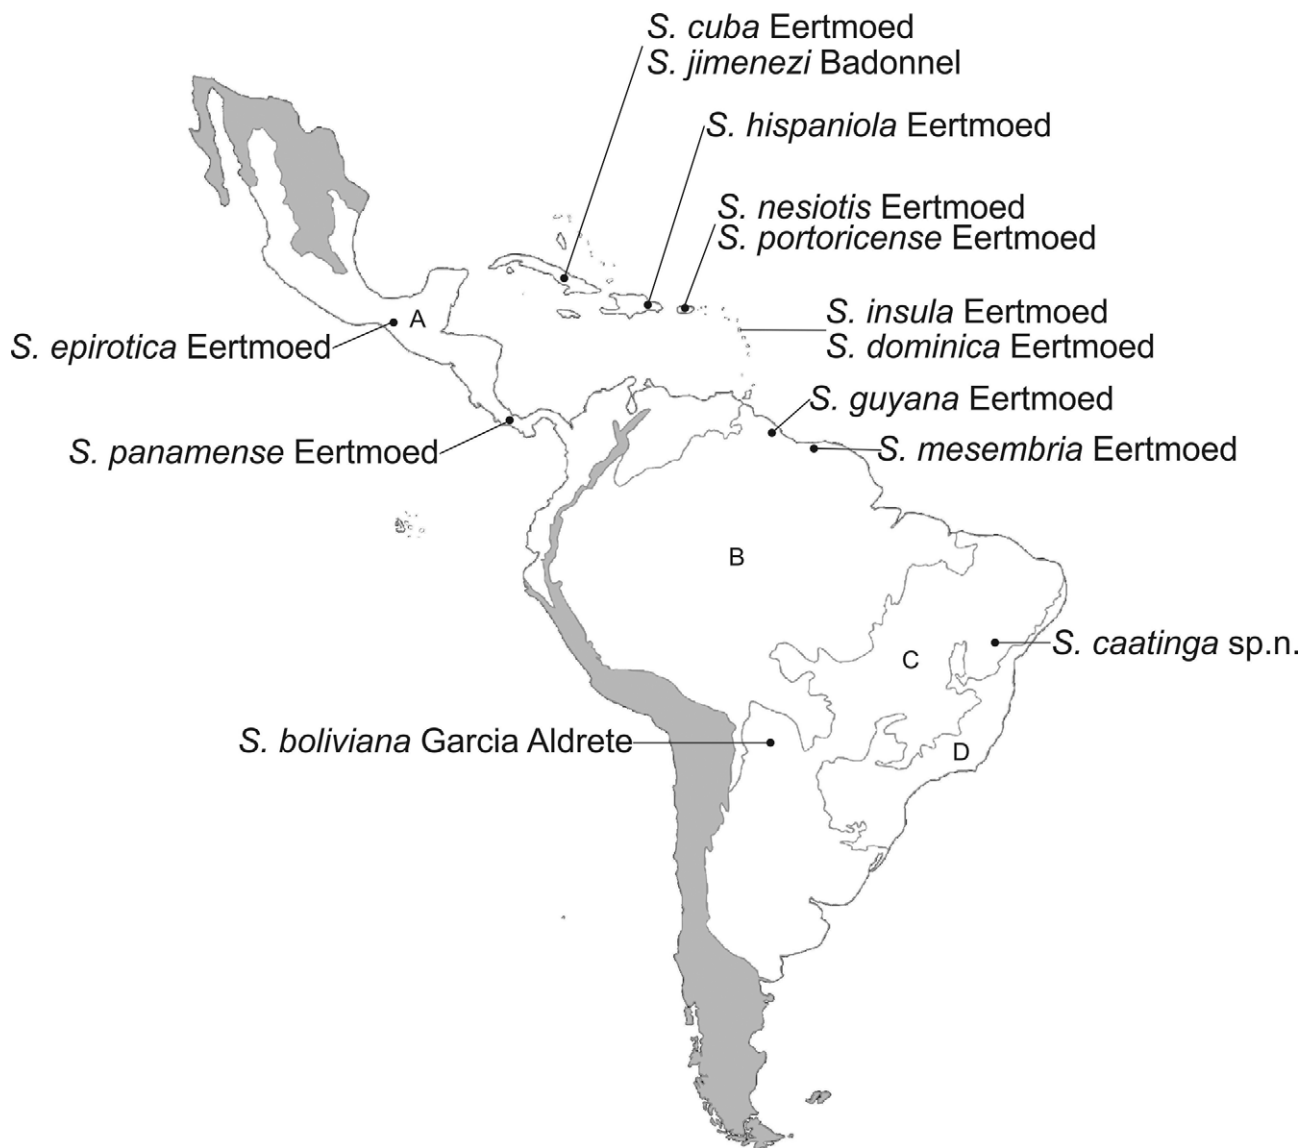 S. cuba Eertmoed
S. jimenezi Badonnel
S. hispaniola Eertmoed
S. nesiotis Eertmoed
S. portoricense Eertmoed
S. insula Eertmoed
A
S. epirotica Eertmoed
S. dominica Eertmoed
S. guyana Eertmoed
S. panamense Eertmoed
S. mesembria Eertmoed
B
S. caatinga sp.n.
C
S. boliviana Garcia Aldrete
D